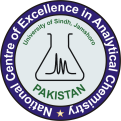 National Centre of Excellence in Analytical Chemistry
University of Sindh, Jamshoro
PAKISTAN